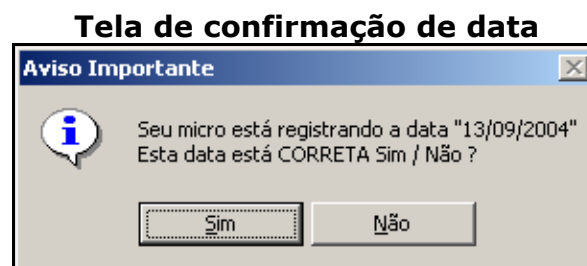 Tela de confirmação de data
Aviso Importante
Seu micro está registrando a data "13/09/2004"
Esta data está CORRETA Sim / Não ?
Sim
Não